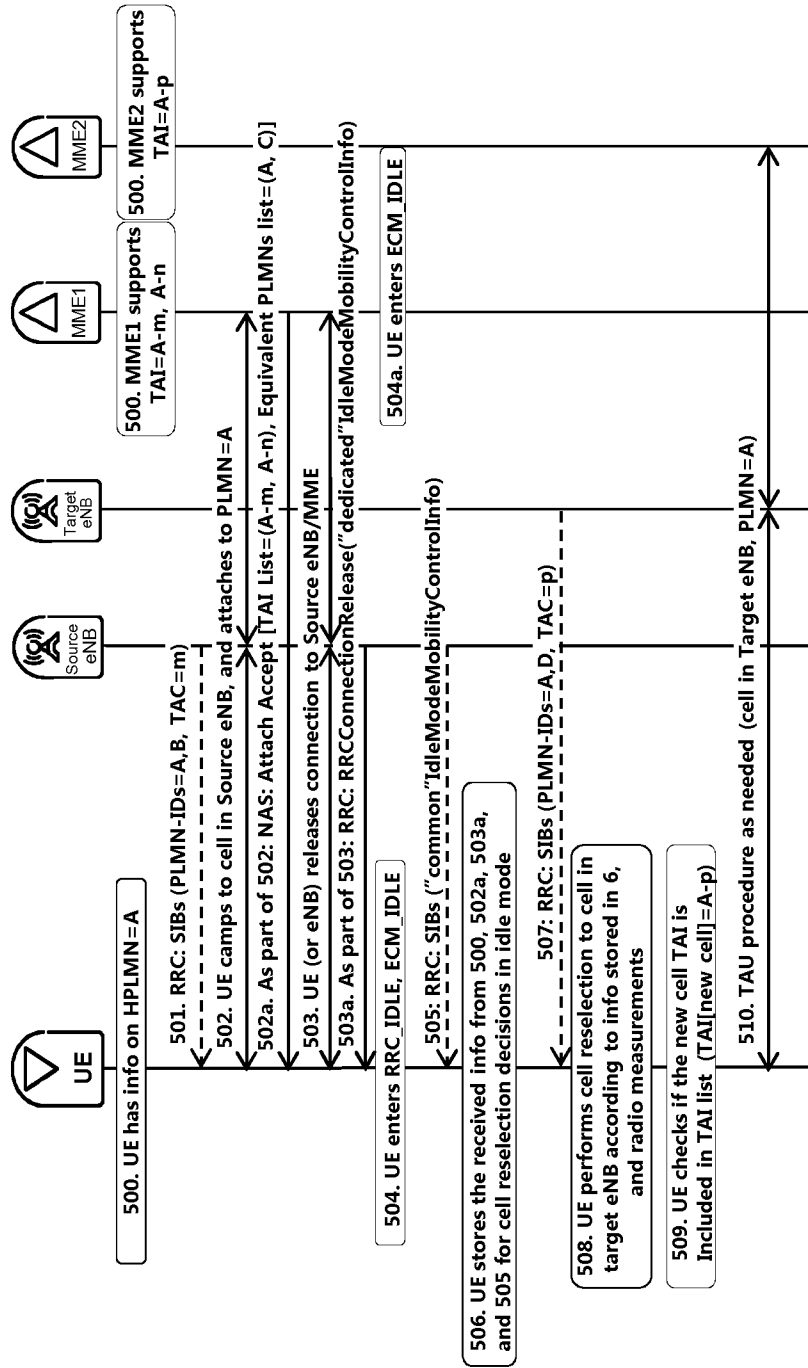 UE
Source
eNB
Target
eNB
MME1
MME2
500. UE has info on HPLMN=A
500. MME1 supports
TAI=A-m, A-n
500. MME2 supports
TAI=A-p
501. RRC: SIBs (PLMN-IDs=A,B, TAC=m)
502. UE camps to cell in Source eNB, and attaches to PLMN=A
502a. As part of 502: NAS: Attach Accept [TAI List=(A-m, A-n), Equivalent PLMNs list=(A, C)]
503. UE (or eNB) releases connection to Source eNB/MME
503a. As part of 503: RRC: RRCConnectionRelease("dedicated"IdleModeMobilityControlInfo)
504. UE enters RRC_IDLE, ECM_IDLE
504a. UE enters ECM_IDLE
505: RRC: SIBs ("common"IdleModeMobilityControlInfo)
506. UE stores the received info from 500, 502a, 503a,
and 505 for cell reselection decisions in idle mode
507: RRC: SIBs (PLMN-IDs=A,D, TAC=p)
508. UE performs cell reselection to cell in
target eNB according to info stored in 6,
and radio measurements
509. UE checks if the new cell TAI is
Included in TAI list (TAI[new cell]=A-p)
510. TAU procedure as needed (cell in Target eNB, PLMN=A)